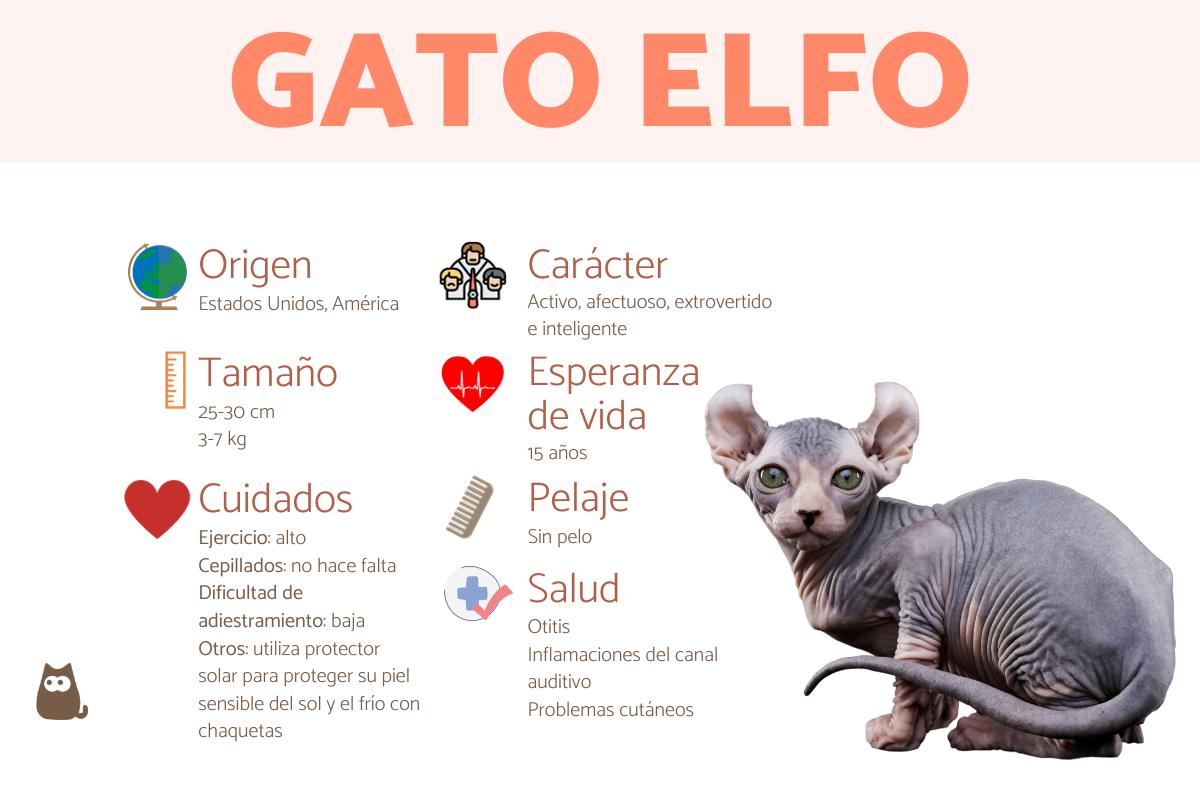 GATO ELFO
Origen
Estados Unidos, América
Tamaño
25-30 cm
3-7 kg
Cuidados
Ejercicio: alto
Cepillados: no hace falta
Dificultad de
adiestramiento: baja
Otros: utiliza protector
solar para proteger su piel
sensible del sol y el frío con
chaquetas
Carácter
Activo, afectuoso, extrovertido
e inteligente
Esperanza
de vida
15 años
Pelaje
Sin pelo
Salud
Otitis
Inflamaciones del canal
auditivo
Problemas cutáneos